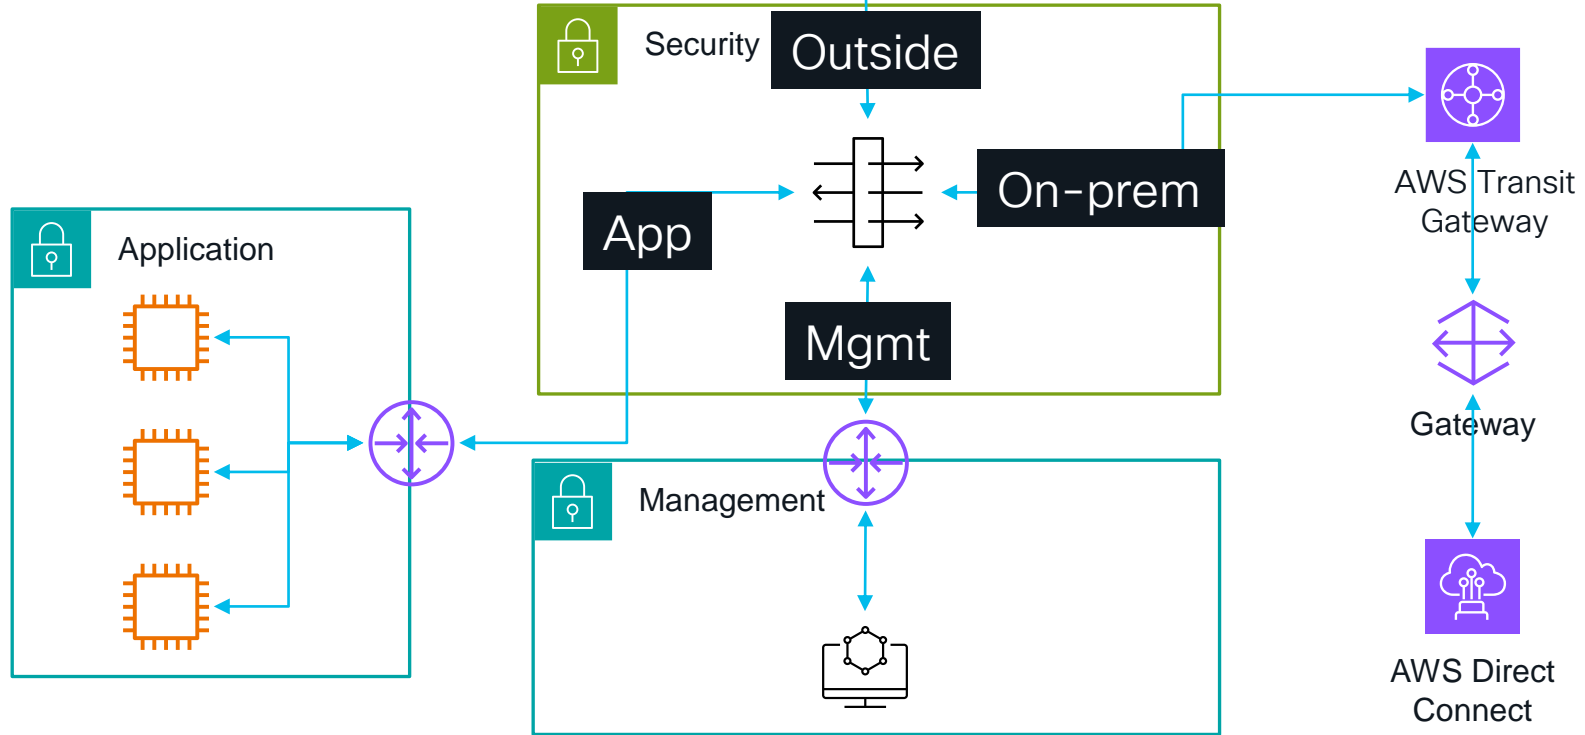 Security
Outside
On-prem
App
Mgmt
Application
Management
AWS Transit
Gateway
Gateway
AWS Direct
Connect